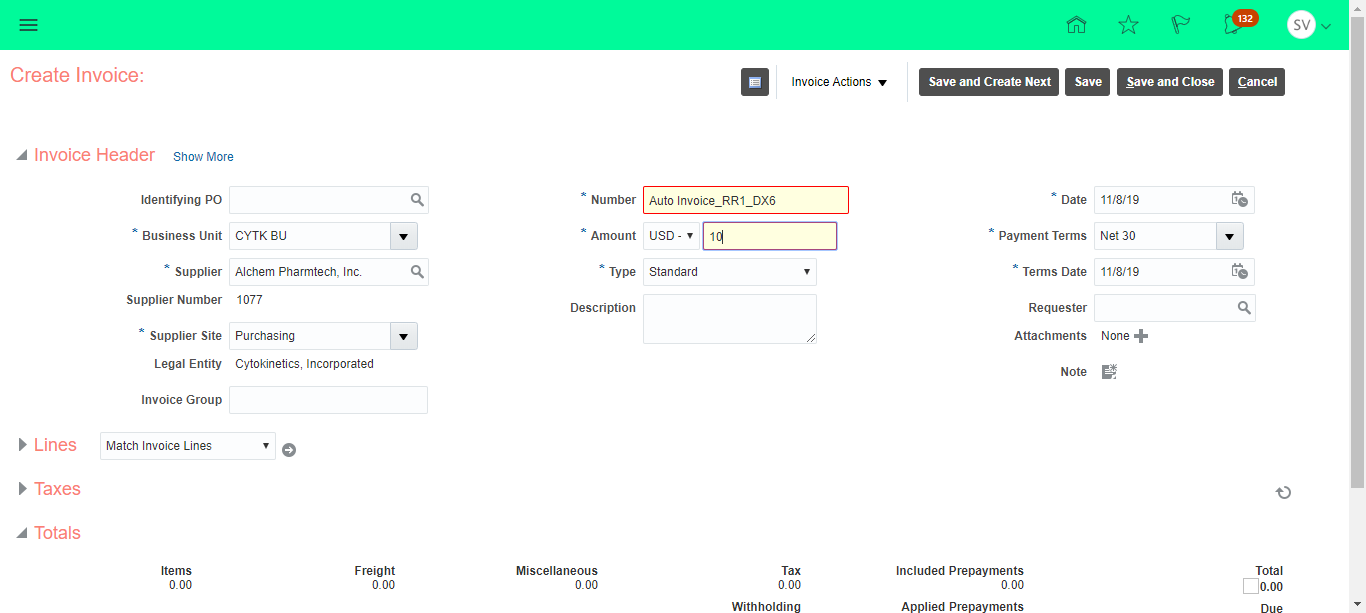 132
SV
Create Invoice:
Invoice Actions
Save and Create Next
Save
Save and Close
Cancel
Invoice Header
Show More
Identifying PO
* Number Auto Invoice_RR1_DX6
* Date 11/8/19
* Business Unit CYTK BU
* Amount USD - 10
* Payment Terms Net 30
* Supplier Alchem Pharmtech, Inc.
* Type Standard
* Terms Date 11/8/19
Supplier Number 1077
Description
Requester
* Supplier Site Purchasing
Attachments None
Legal Entity Cytokinetics, Incorporated
Note
Invoice Group
Lines Match Invoice Lines
Taxes
Totals
Items Freight Miscellaneous Tax Included Prepayments Total
0.00 0.00 0.00 0.00 0.00 0.00
Withholding Applied Prepayments Due